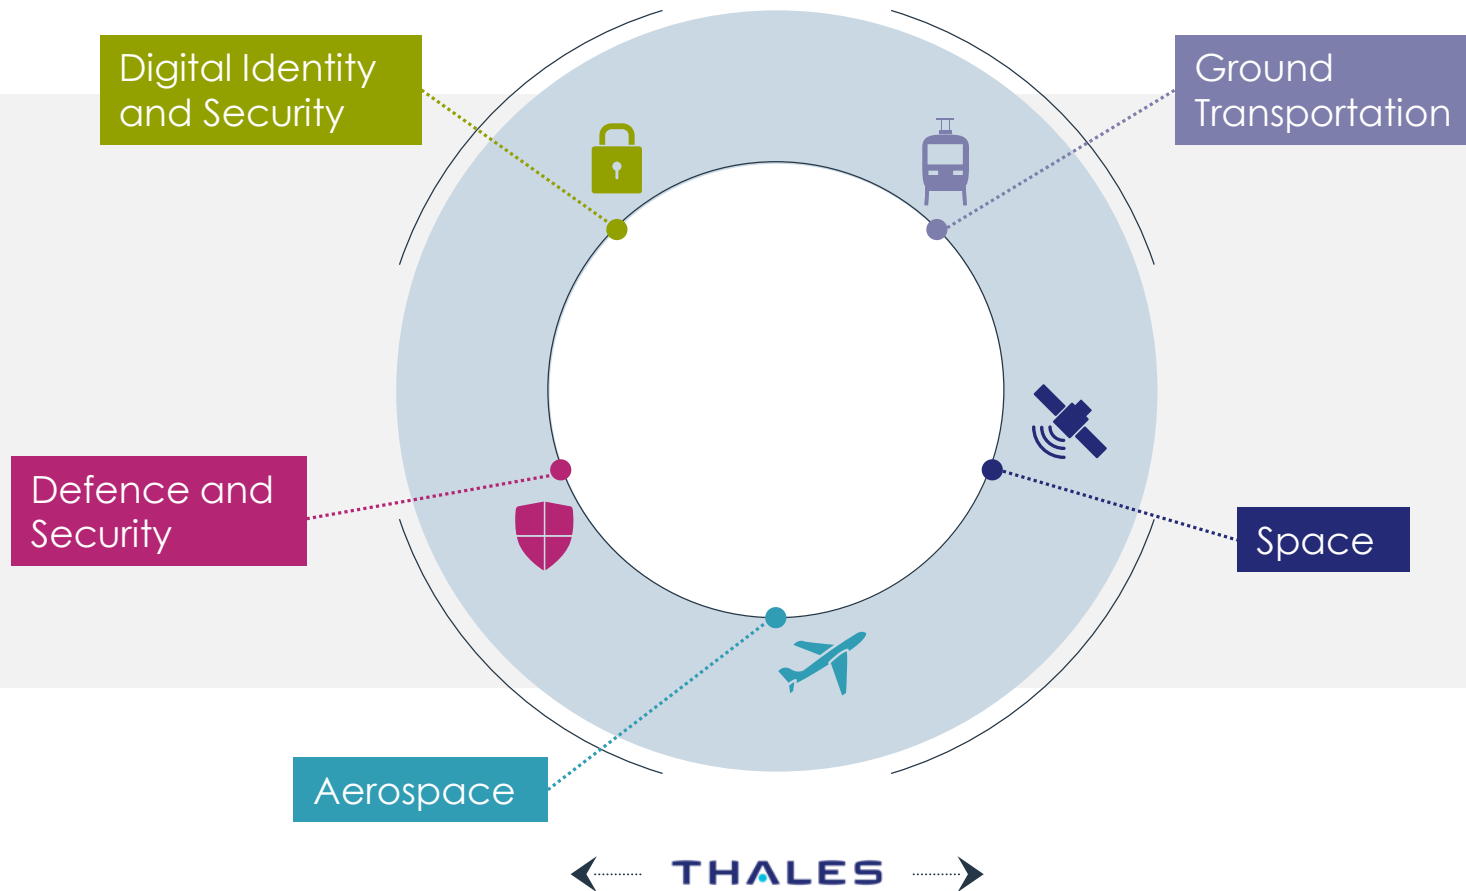 Digital Identity
and Security
Ground
Transportation
Defence and
Security
Space
Aerospace
THALES